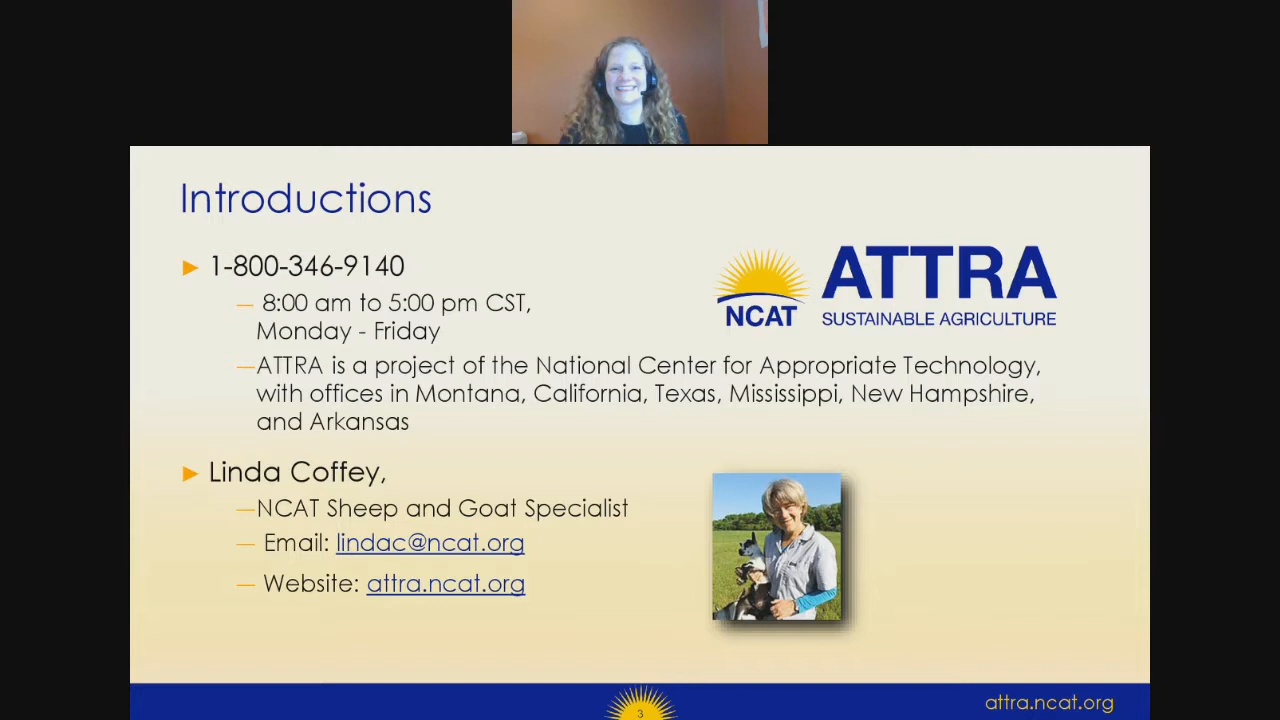 Introductions
► 1-800-346-9140
— 8:00 am to 5:00 pm CST,
Monday - Friday
—ATTRA is a project of the National Center for Appropriate Technology,
with offices in Montana, California, Texas, Mississippi, New Hampshire,
and Arkansas
NCAT
ATTRA
SUSTAINABLE AGRICULTURE
► Linda Coffey,
—NCAT Sheep and Goat Specialist
— Email: lindac@ncat.org
— Website: attra.ncat.org
3
attra.ncat.org